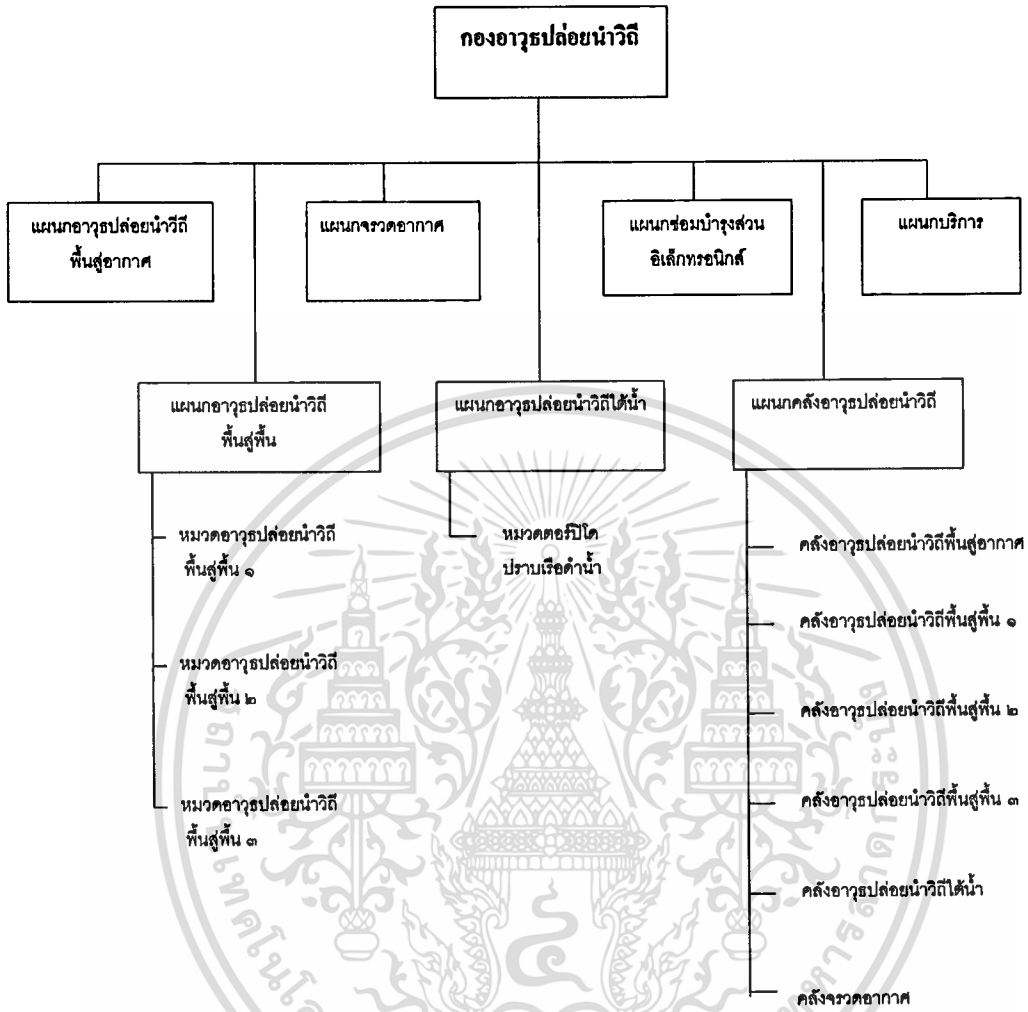 กองอาวุธปล่อยนำวิถี
แผนกอาวุธปล่อยนำวีถี
พื้นสู่อากาศ
แผนกจรวดอากาศ
แผนกซ่อมบำรุงส่วน
อิเล็กทรอนิกส์
แผนกบริการ
แผนกอาวุธปล่อยนำวิถี
พื้นสู่พื้น
แผนกอาวุธปล่อยนำวิถีใต้น้ำ
แผนกคลังอาวุธปล่อยนำวิถี
หมวดอาวุธปล่อยนำวิถี
พื้นสู่พื้น ๑
หมวดอาวุธปล่อยนำวิถี
พื้นสู่พื้น ๒
หมวดอาวุธปล่อยนำวิถี
พื้นสู่พื้น ๓
หมวดตอร์ปิโด
ปราบเรือดำน้ำ
คลังอาวุธปล่อยนำวิถีพื้นสู่อากาศ
คลังอาวุธปล่อยนำวิถีพื้นสู่พื้น ๑
คลังอาวุธปล่อยนำวิถีพื้นสู่พื้น ๒
คลังอาวุธปล่อยนำวิถีพื้นสู่พื้น ๓
คลังอาวุธปล่อยนำวิถีใต้น้ำ
คลังจรวดอากาศ